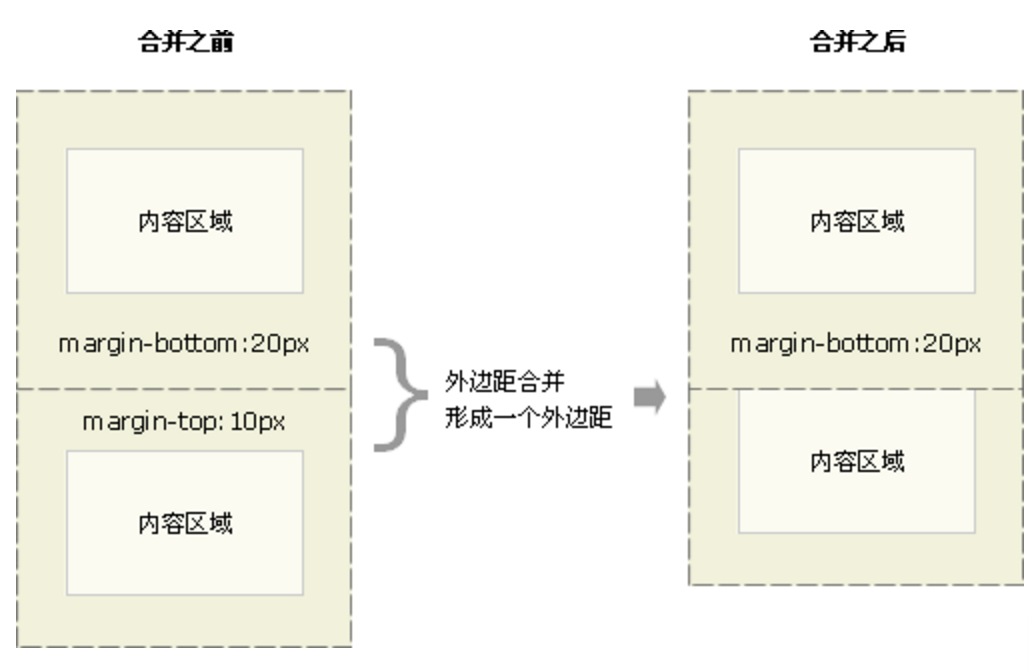 合并之前
合并之后
内容区域
margin-bottom:20px
margin-top:10px
内容区域
外边距合并
形成一个外边距
内容区域
margin-bottom:20px
内容区域